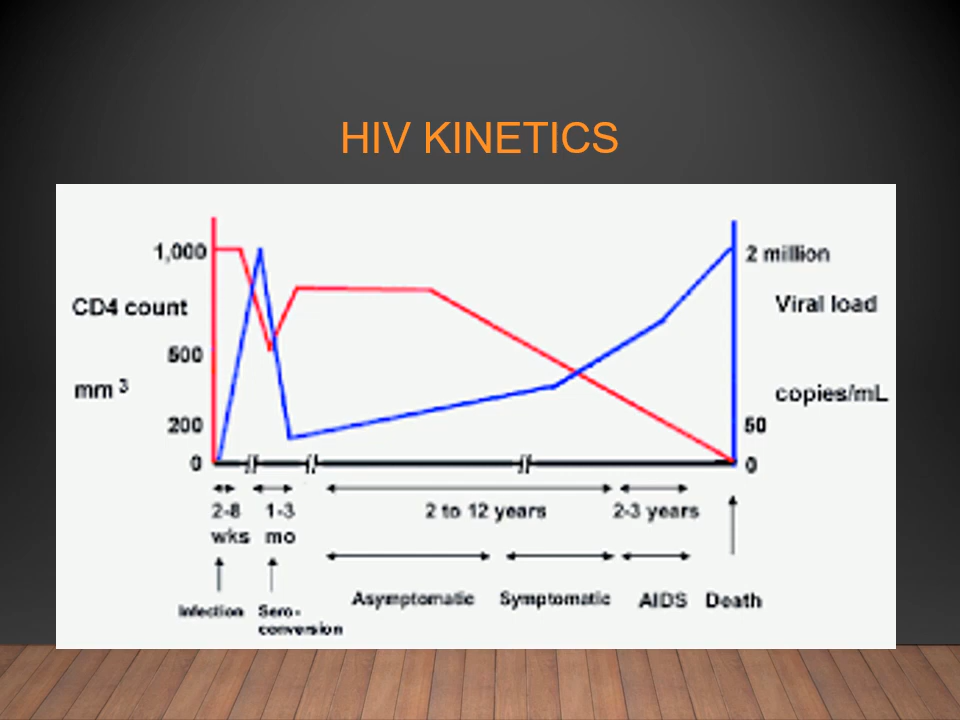 HIV KINETICS
1,000
2 million
CD4 count
Viral load
500
mm 3
copies/mL
200
50
0
0
2-8
wks
1-3
mo
2 to 12 years
2-3 years
Infection
Sero-
conversion
Asymptomatic
Symptomatic
AIDS
Death